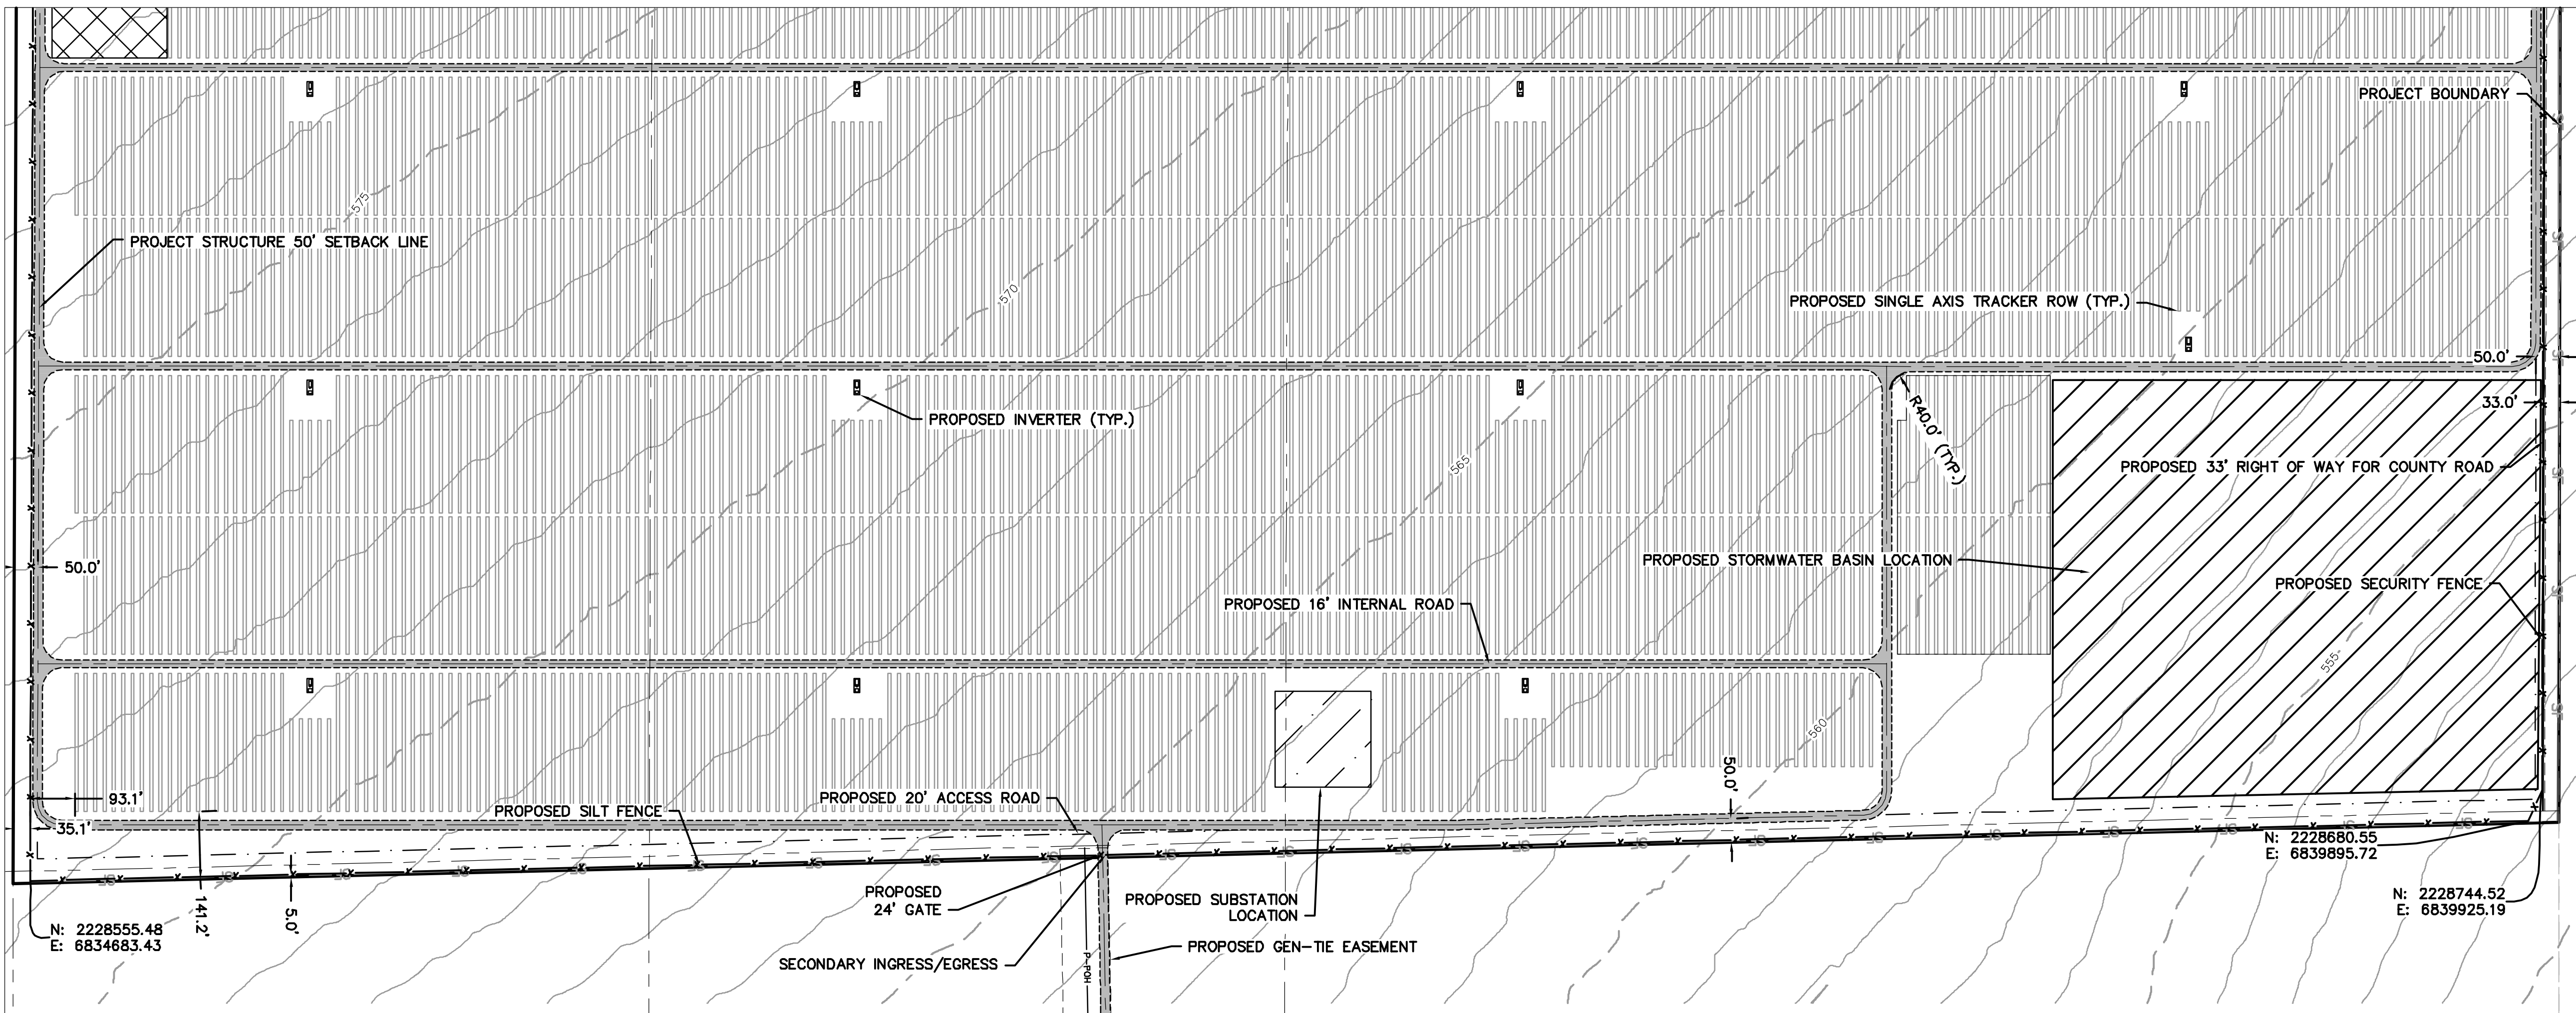 PROJECT BOUNDARY
575
PROJECT STRUCTURE 50' SETBACK LINE
570
PROPOSED SINGLE AXIS TRACKER ROW (TYP.)
50.0'
33.0'
PROPOSED INVERTER (TYP.)
R40.0' (TYP.)
565
PROPOSED 33' RIGHT OF WAY FOR COUNTY ROAD
PROPOSED STORMWATER BASIN LOCATION
50.0'
PROPOSED SECURITY FENCE
PROPOSED 16' INTERNAL ROAD
555
560
50.0'
93.1'
PROPOSED 20' ACCESS ROAD
PROPOSED SILT FENCE
35.1'
N: 2228680.55
E: 6839895.72
PROPOSED
24' GATE
PROPOSED SUBSTATION
LOCATION
N: 2228744.52
E: 6839925.19
141.2'
5.0'
N: 2228555.48
E: 6834683.43
PROPOSED GEN-TIE EASEMENT
SECONDARY INGRESS/EGRESS
P-POH